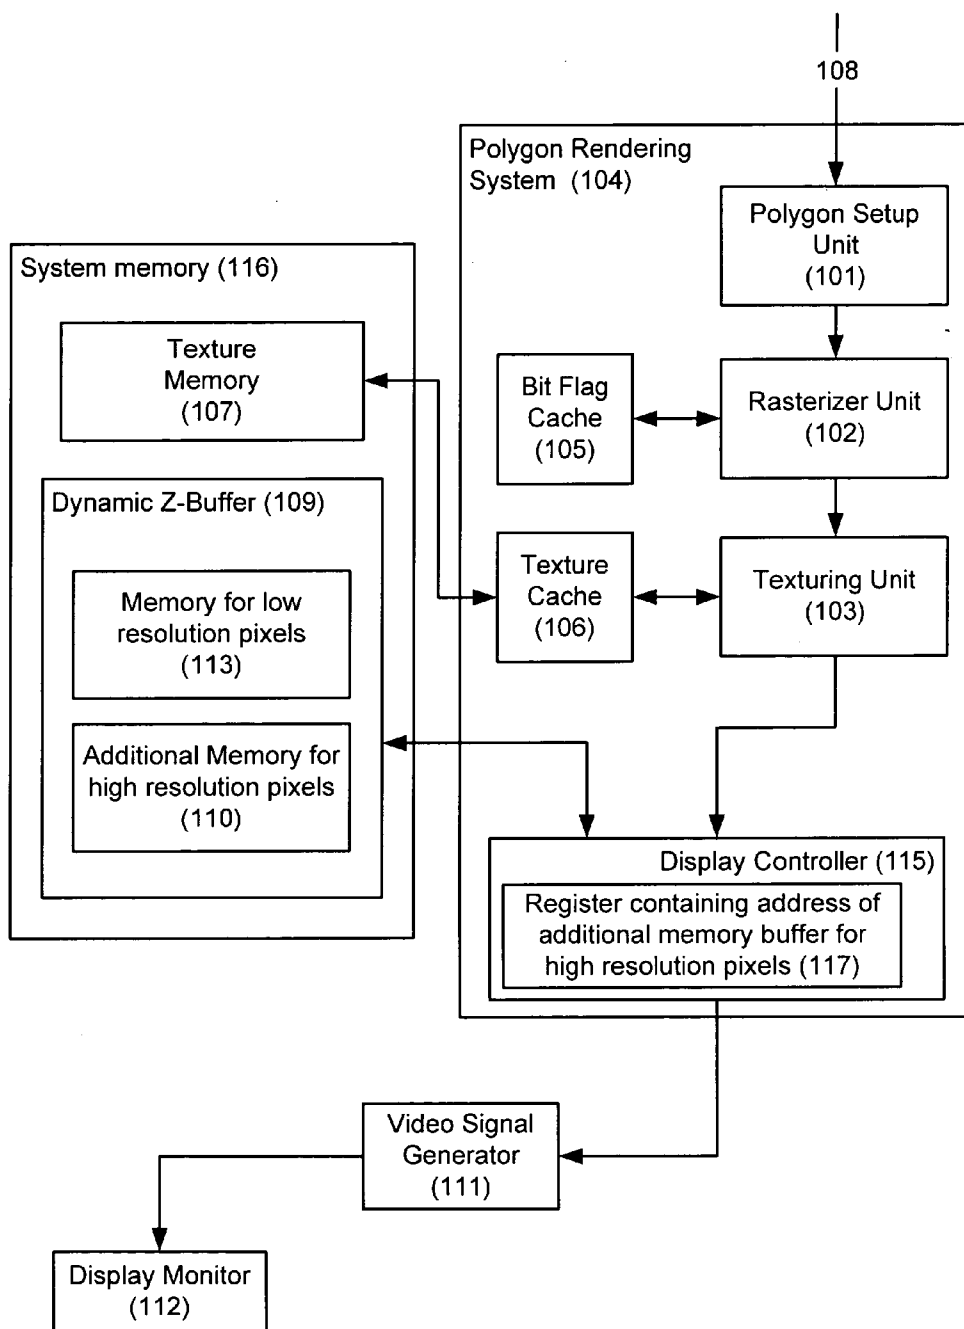 108
Polygon Rendering
System (104)
Polygon Setup
Unit
(101)
System memory (116)
Texture
Memory
(107)
Bit Flag
Cache
(105)
Rasterizer Unit
(102)
Dynamic Z-Buffer (109)
Texture
Cache
(106)
Texturing Unit
(103)
Memory for low
resolution pixels
(113)
Additional Memory for
high resolution pixels
(110)
Display Controller (115)
Register containing address of
additional memory buffer for
high resolution pixels (117)
Video Signal
Generator
(111)
Display Monitor
(112)